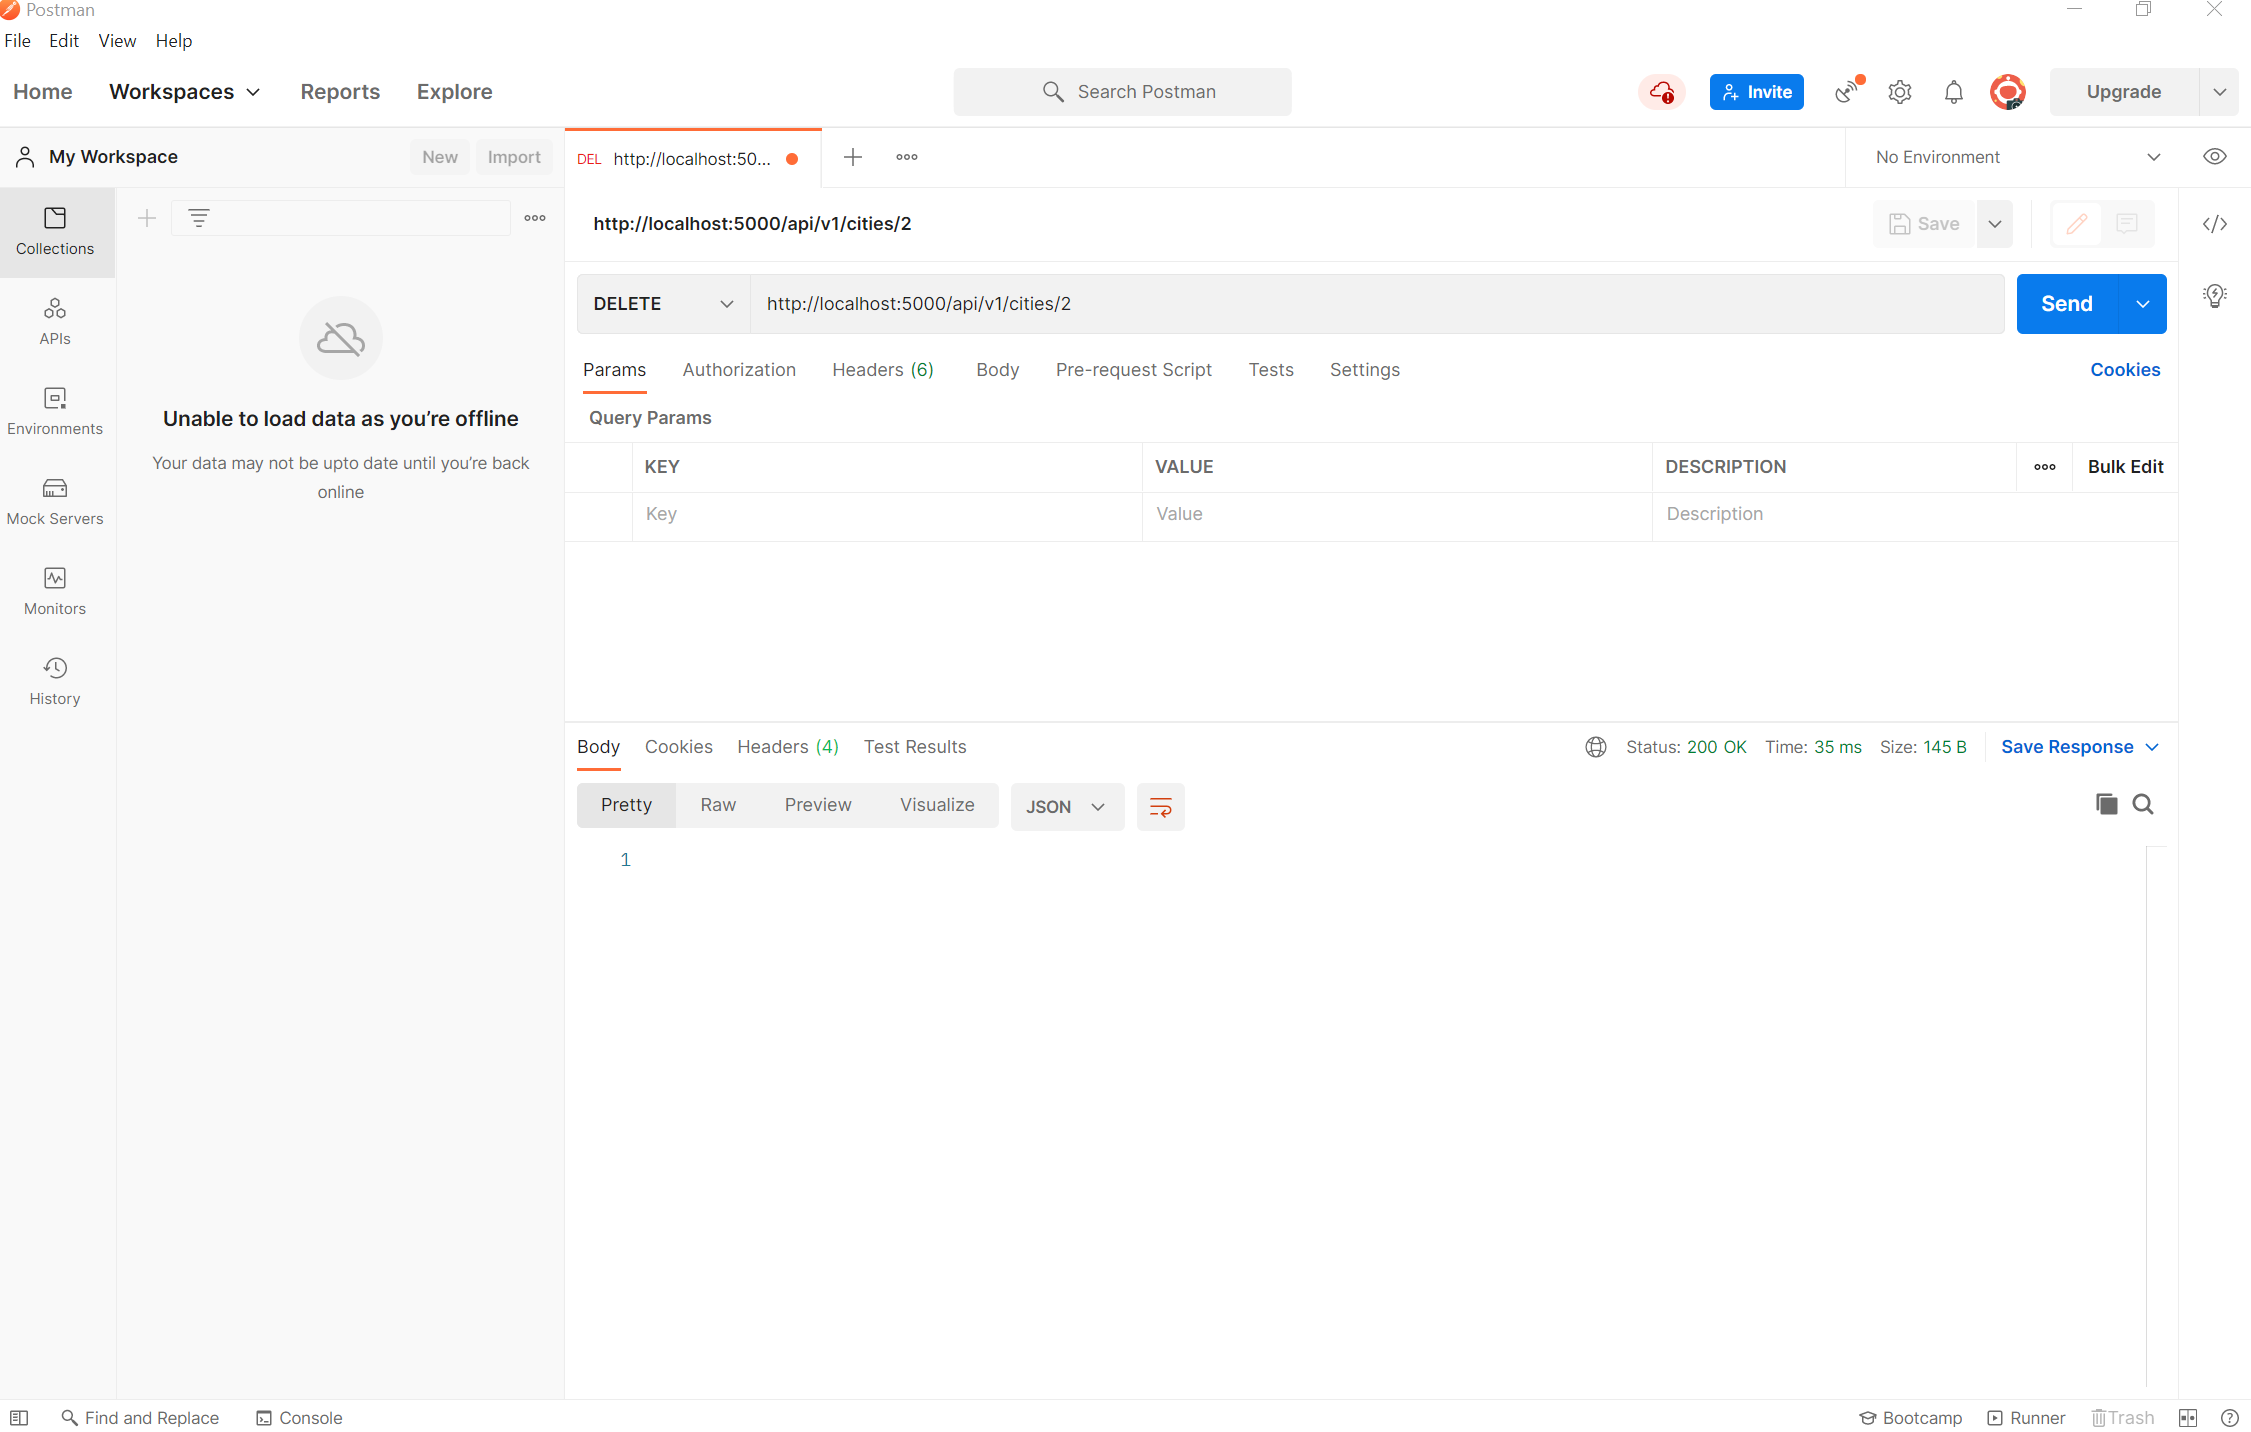 Postman
File Edit View Help
Home Workspaces Reports Explore
Search Postman
Invite
Upgrade
My Workspace
New Import
DEL http://localhost:50...
No Environment
Collections
APIs
Environments
Mock Servers
Monitors
History
Unable to load data as you’re offline
Your data may not be upto date until you’re back
online
http://localhost:5000/api/v1/cities/2
Save
DELETE http://localhost:5000/api/v1/cities/2
Send
Params Authorization Headers (6) Body Pre-request Script Tests Settings Cookies
Query Params
KEY VALUE DESCRIPTION Bulk Edit
Key Value Description
Body Cookies Headers (4) Test Results
Status: 200 OK Time: 35 ms Size: 145 B Save Response
Pretty Raw Preview Visualize JSON
1
Find and Replace Console
Bootcamp Runner Trash